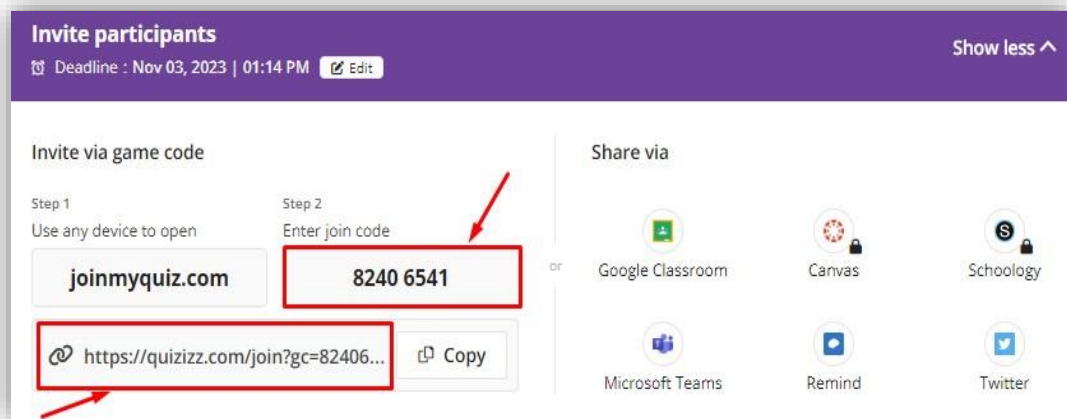 Invite participants
Deadline : Nov 03, 2023 | 01:14 PM Edit
Show less
Invite via game code
Step 1
Use any device to open
joinmyquiz.com
Step 2
Enter join code
8240 6541
https://quizizz.com/join?gc=82406... Copy
or
Share via
Google Classroom
Canvas
S
Schoology
Microsoft Teams
Remind
Twitter